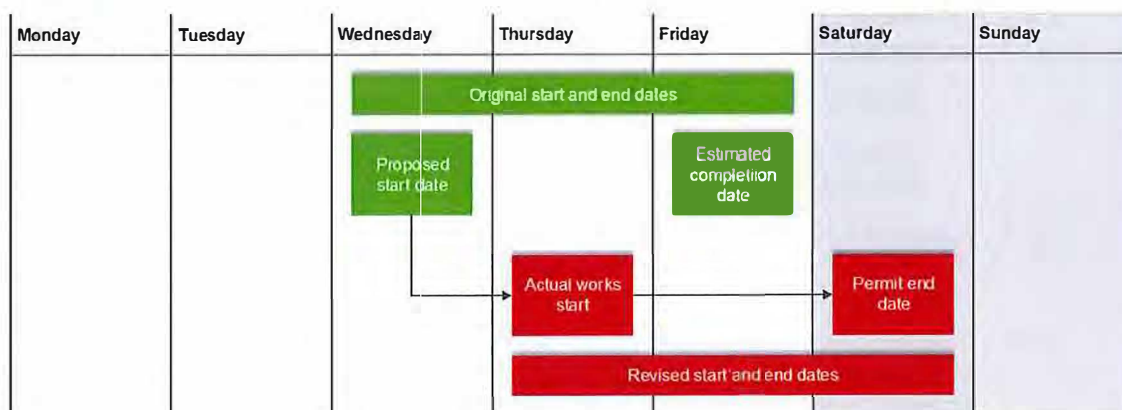 Monday Tuesday Wednesday Thursday Friday Saturday Sunday
Original start and end dates
Proposed
start date
Estimated
completion
date
Actual works
start
Permit end
date
Revised start and end dates